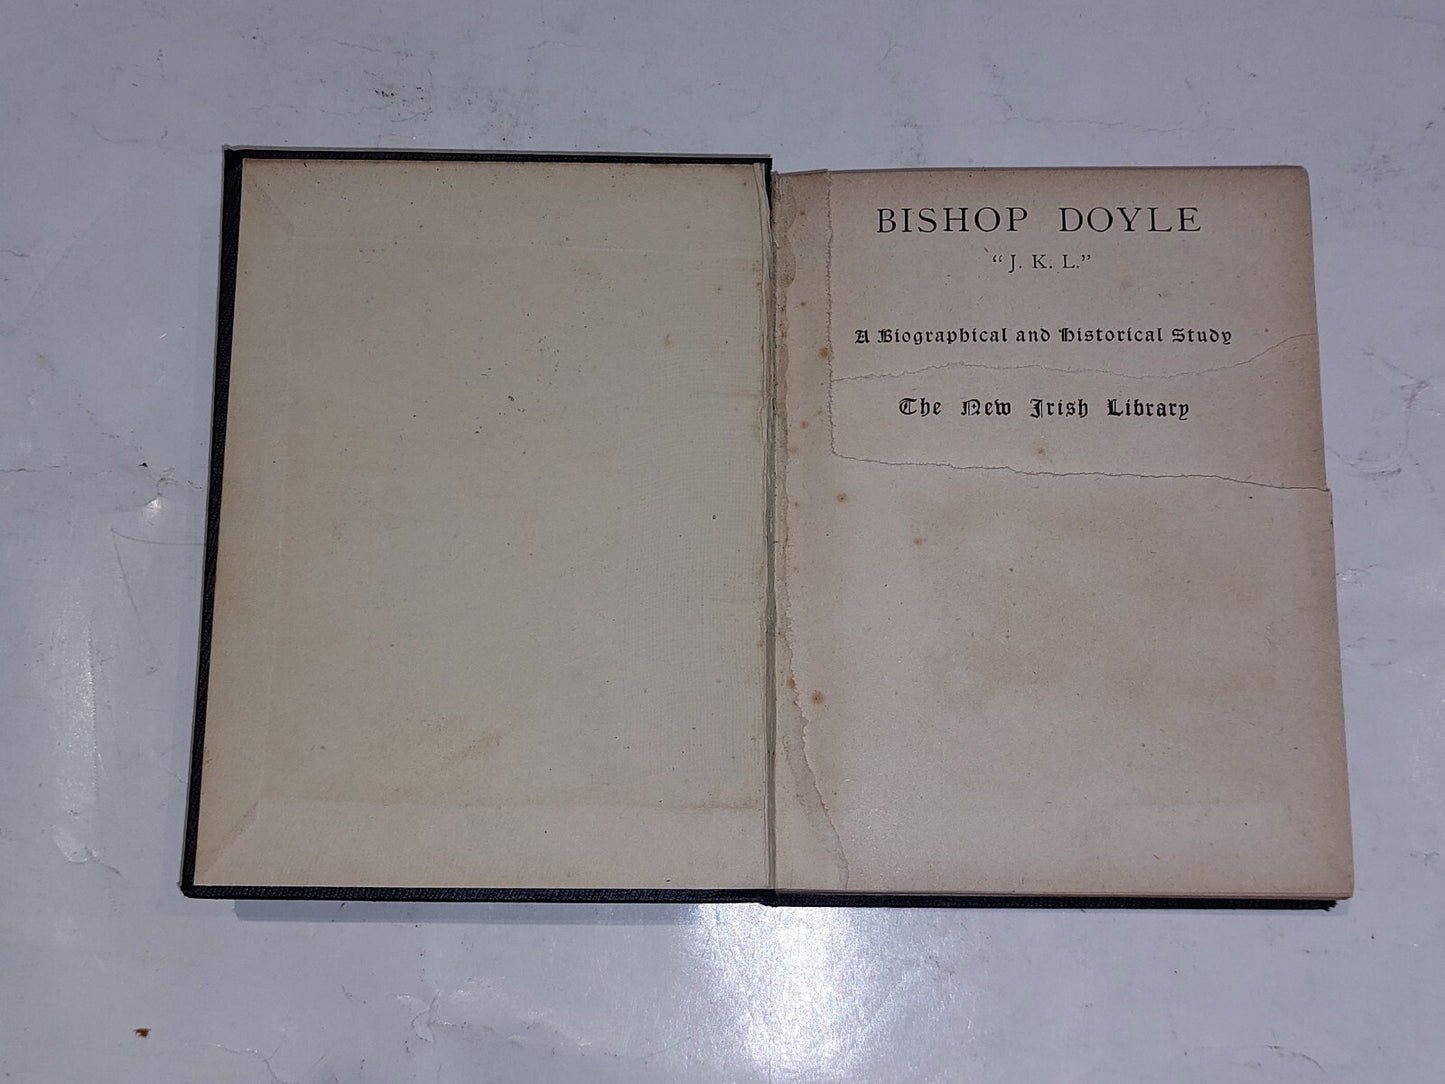 BISHOP DOYLE
“J. K. L.”
A Biographical and Historical Study
The New Irish Library